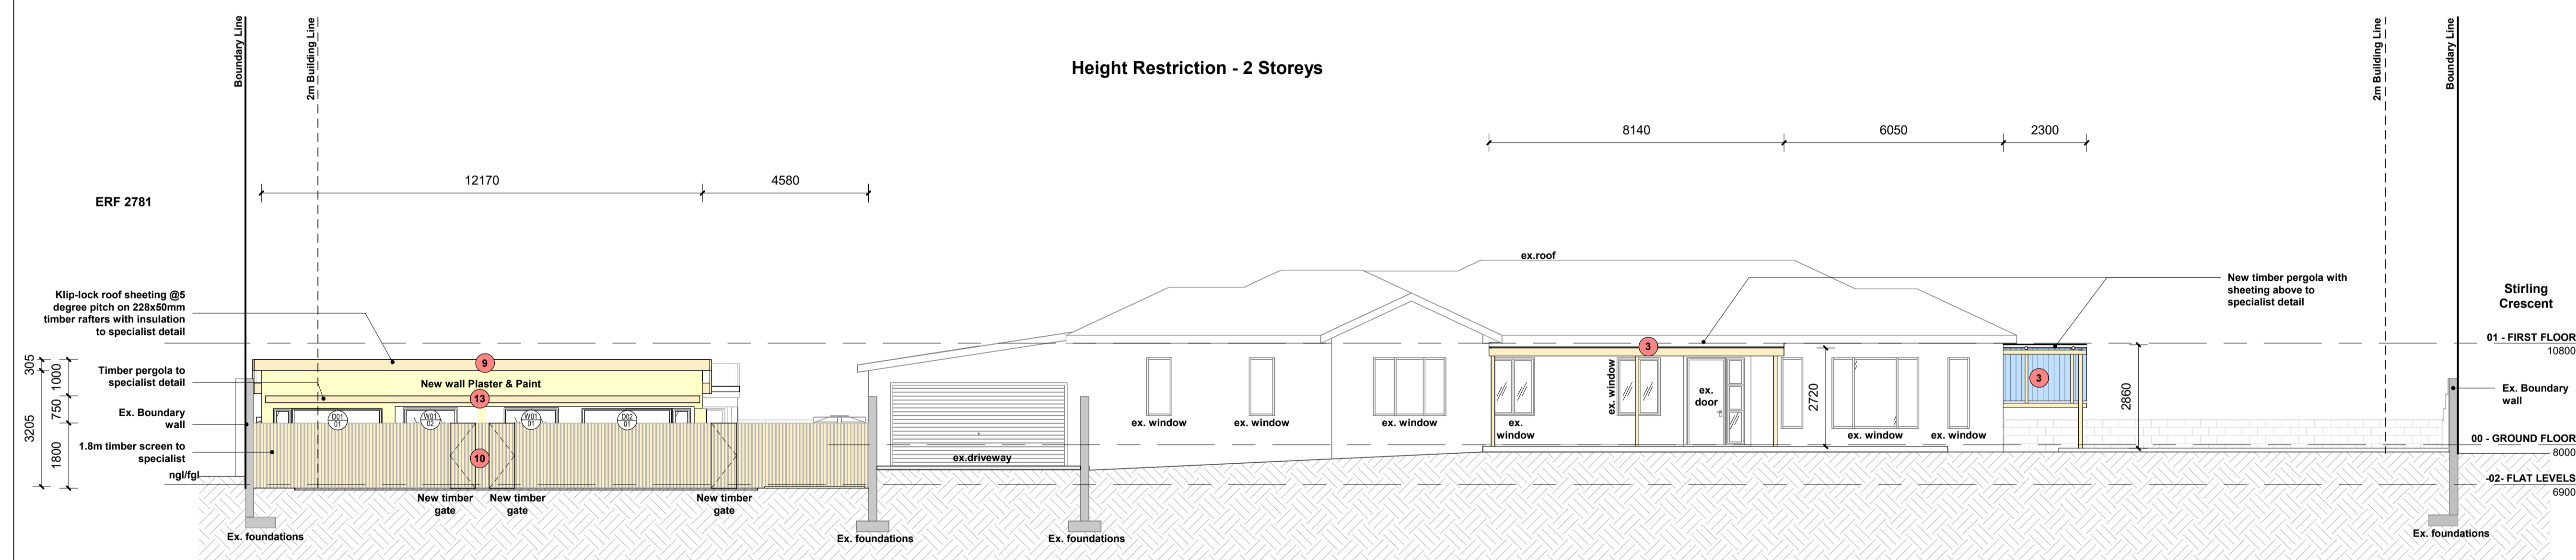 Boundary Line
2m Building Line
Height Restriction - 2 Storeys
2m Building Line
Boundary Line
8140
6050
2300
12170
4580
ERF 2781
ex.roof
New timber pergola with
sheeting above to
specialist detail
Stirling
Crescent
Klip-lock roof sheeting @5
degree pitch on 228x50mm
timber rafters with insulation
to specialist detail
01 - FIRST FLOOR
10800
305
1000
750
1800
3205
9
3
3
Timber pergola to
specialist detail
New wall Plaster & Paint
13
Ex. Boundary
wall
D01
01
W01
02
W01
01
D02
01
1.8m timber screen to
specialist
10
ngl/fgl
New timber
gate
New timber
gate
New timber
gate
ex.driveway
ex. window
ex. window
ex. window
ex.
window
ex. window
ex.
door
2720
ex. window
ex. window
2860
Ex. Boundary
wall
00 - GROUND FLOOR
8000
-02- FLAT LEVELS
6900
Ex. foundations
Ex. foundations
Ex. foundations
Ex. foundations